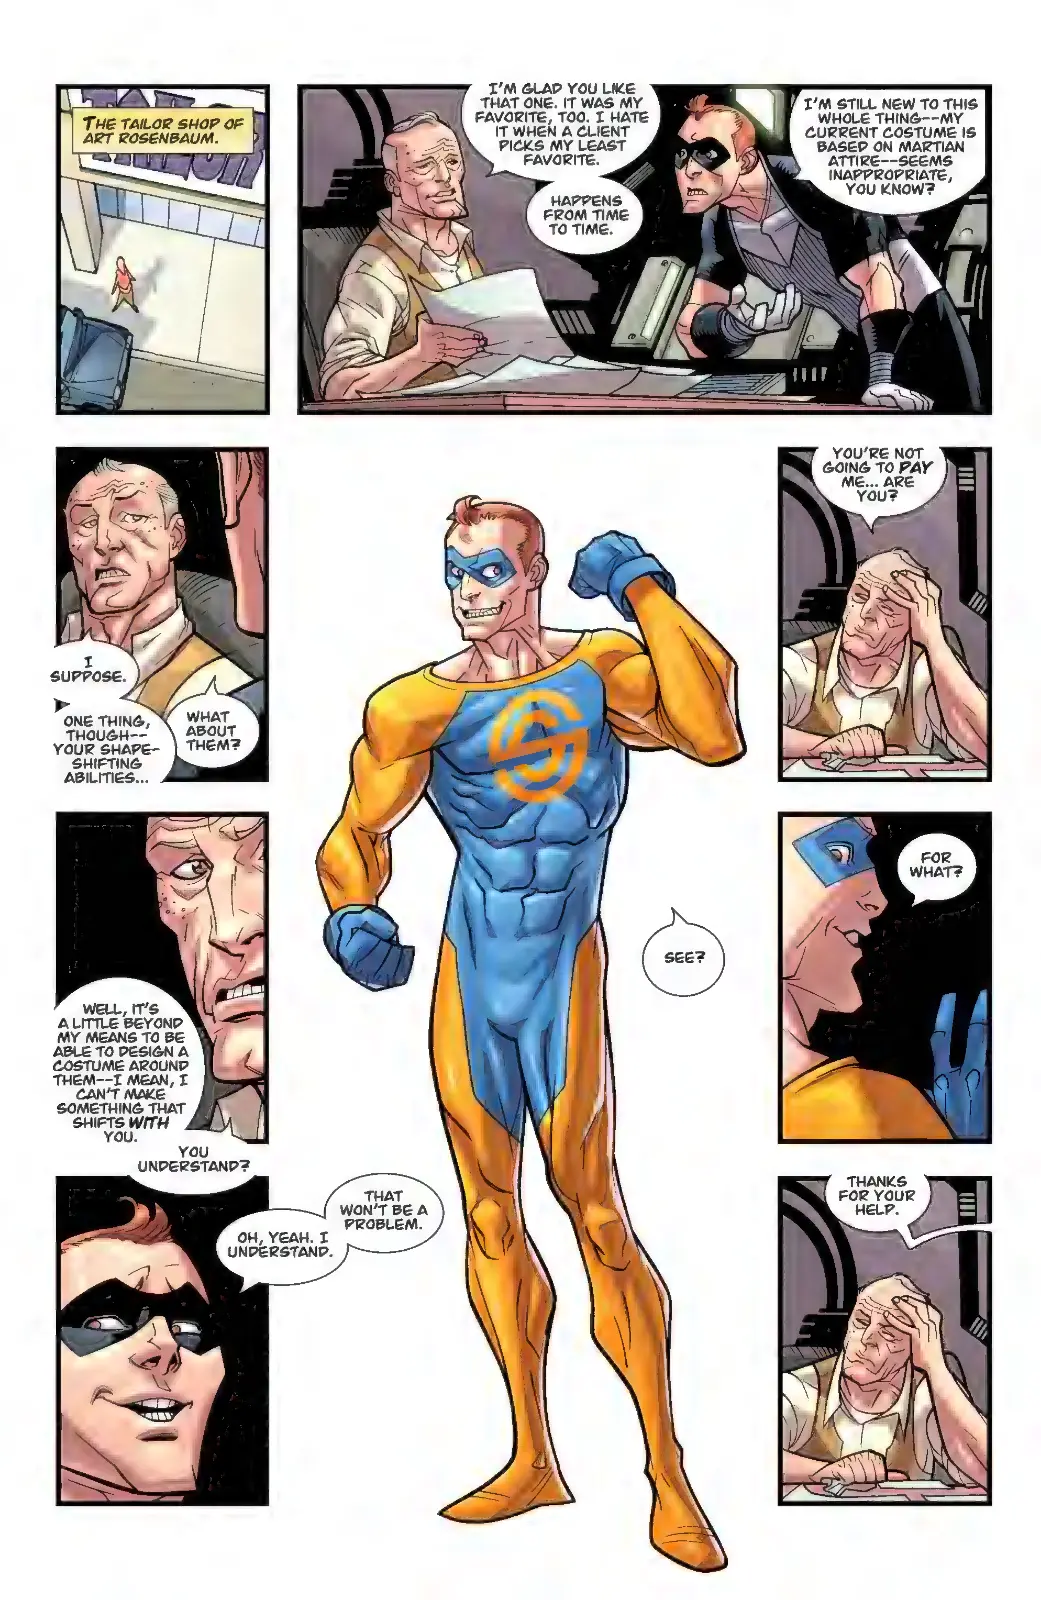 THE TAILOR SHOP OF
ART ROSENBAUM.
TAILOR
I'M GLAD YOU LIKE
THAT ONE. IT WAS MY
FAVORITE, TOO. I HATE
IT WHEN A CLIENT
PICKS MY LEAST
FAVORITE.
HAPPENS
FROM TIME
TO TIME.
I'M STILL NEW TO THIS
WHOLE THING--MY
CURRENT COSTUME IS
BASED ON MARTIAN
ATTIRE--SEEMS
INAPPROPRIATE,
YOU KNOW?
I
SUPPOSE.
ONE THING,
THOUGH--
YOUR SHAPE-
SHIFTING
ABILITIES...
WHAT
ABOUT
THEM?
WELL, IT'S
A LITTLE BEYOND
MY MEANS TO BE
ABLE TO DESIGN A
COSTUME AROUND
THEM--I MEAN, I
CAN'T MAKE
SOMETHING THAT
SHIFTS WITH
YOU.
YOU
UNDERSTAND?
OH, YEAH. I
UNDERSTAND.
THAT
WON'T BE A
PROBLEM.
SEE?
YOU'RE NOT
GOING TO PAY
ME... ARE
YOU?
FOR
WHAT?
THANKS
FOR YOUR
HELP.